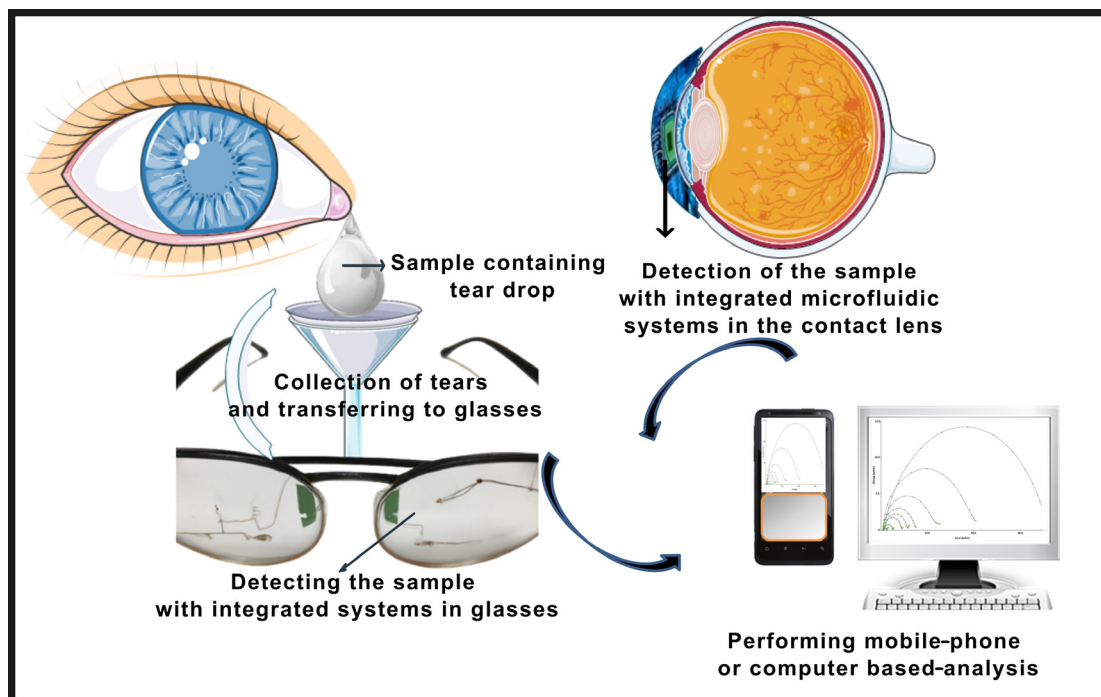 Sample containing
tear drop
Detection of the sample
with integrated microfluidic
systems in the contact lens
Collection of tears
and transferring to glasses
Detecting the sample
with integrated systems in glasses
Performing mobile-phone
or computer based-analysis